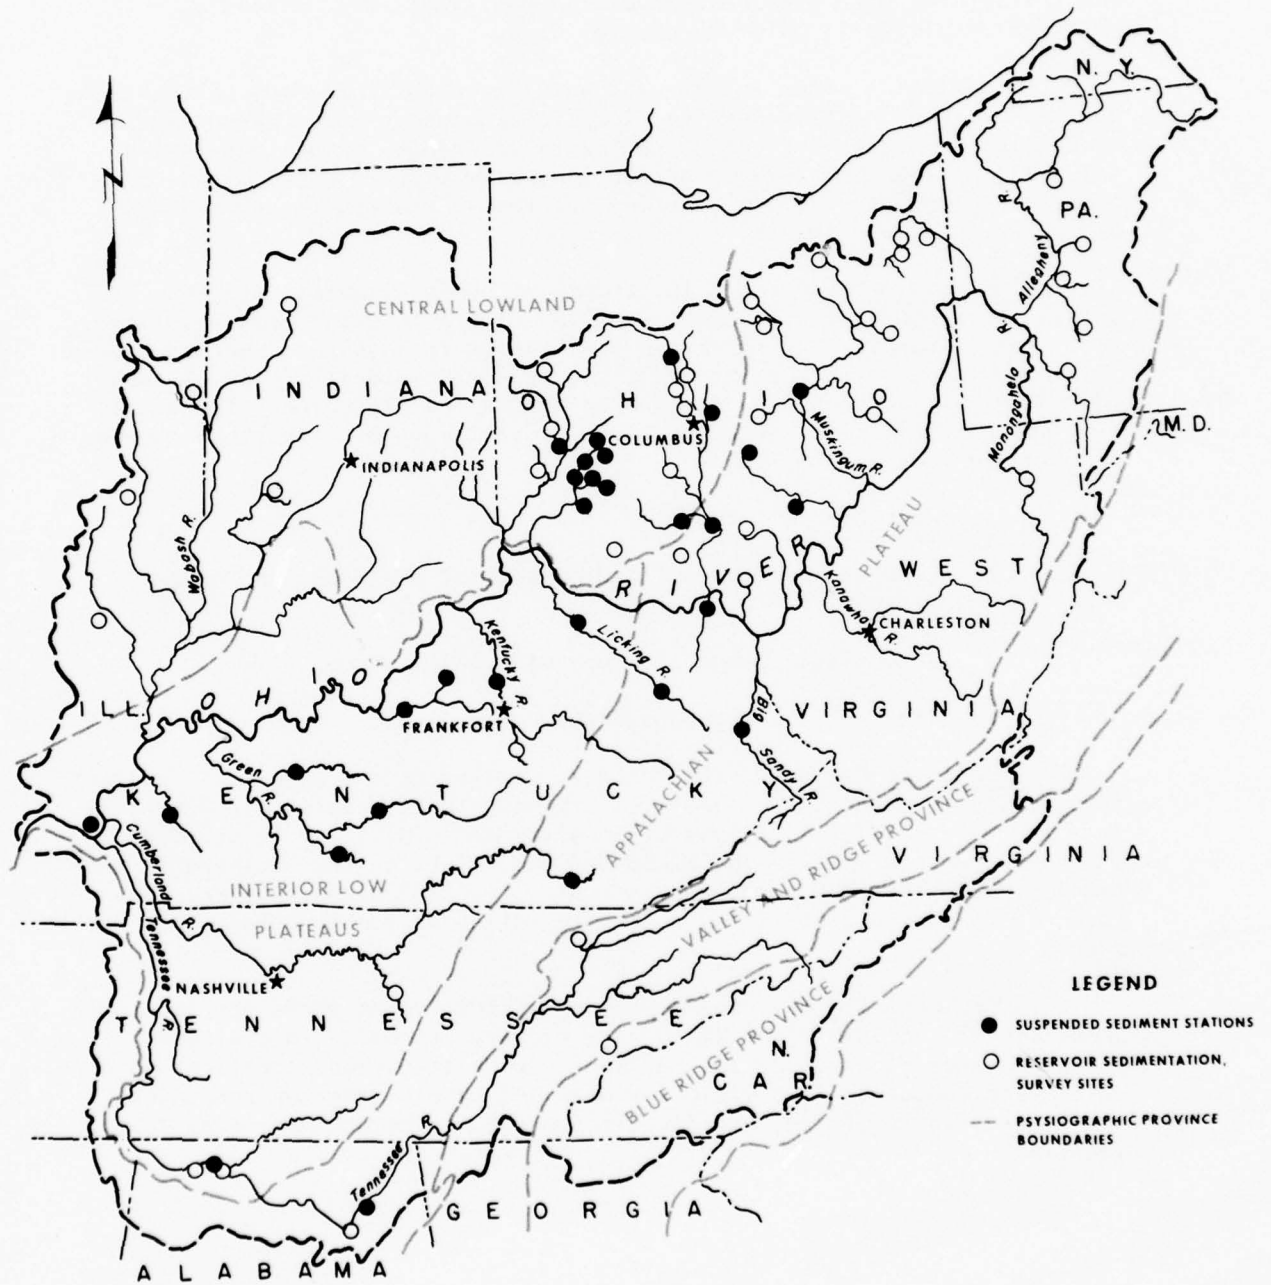 N. Y.
PA.
Allegheny R.
CENTRAL LOWLAND
INDIANA
OHIO
Monongahela R.
M. D.
COLUMBUS
Muskingum R.
INDIANAPOLIS
Wabash R.
PLATEAU
WEST
OHIO RIVER
Kanawha R.
CHARLESTON
Kentucky R.
Licking R.
ILL.
VIRGINIA
FRANKFORT
Big Sandy R.
Green R.
KENTUCKY
APPALACHIAN
Cumberland R.
VALLEY AND RIDGE PROVINCE
VIRGINIA
INTERIOR LOW
PLATEAUS
Tennessee R.
NASHVILLE
TENNESSEE
BLUE RIDGE PROVINCE
N.
CAR.
Tennessee R.
GEORGIA
ALABAMA
LEGEND
SUSPENDED SEDIMENT STATIONS
RESERVOIR SEDIMENTATION,
SURVEY SITES
PSYSIOGRAPHIC PROVINCE
BOUNDARIES